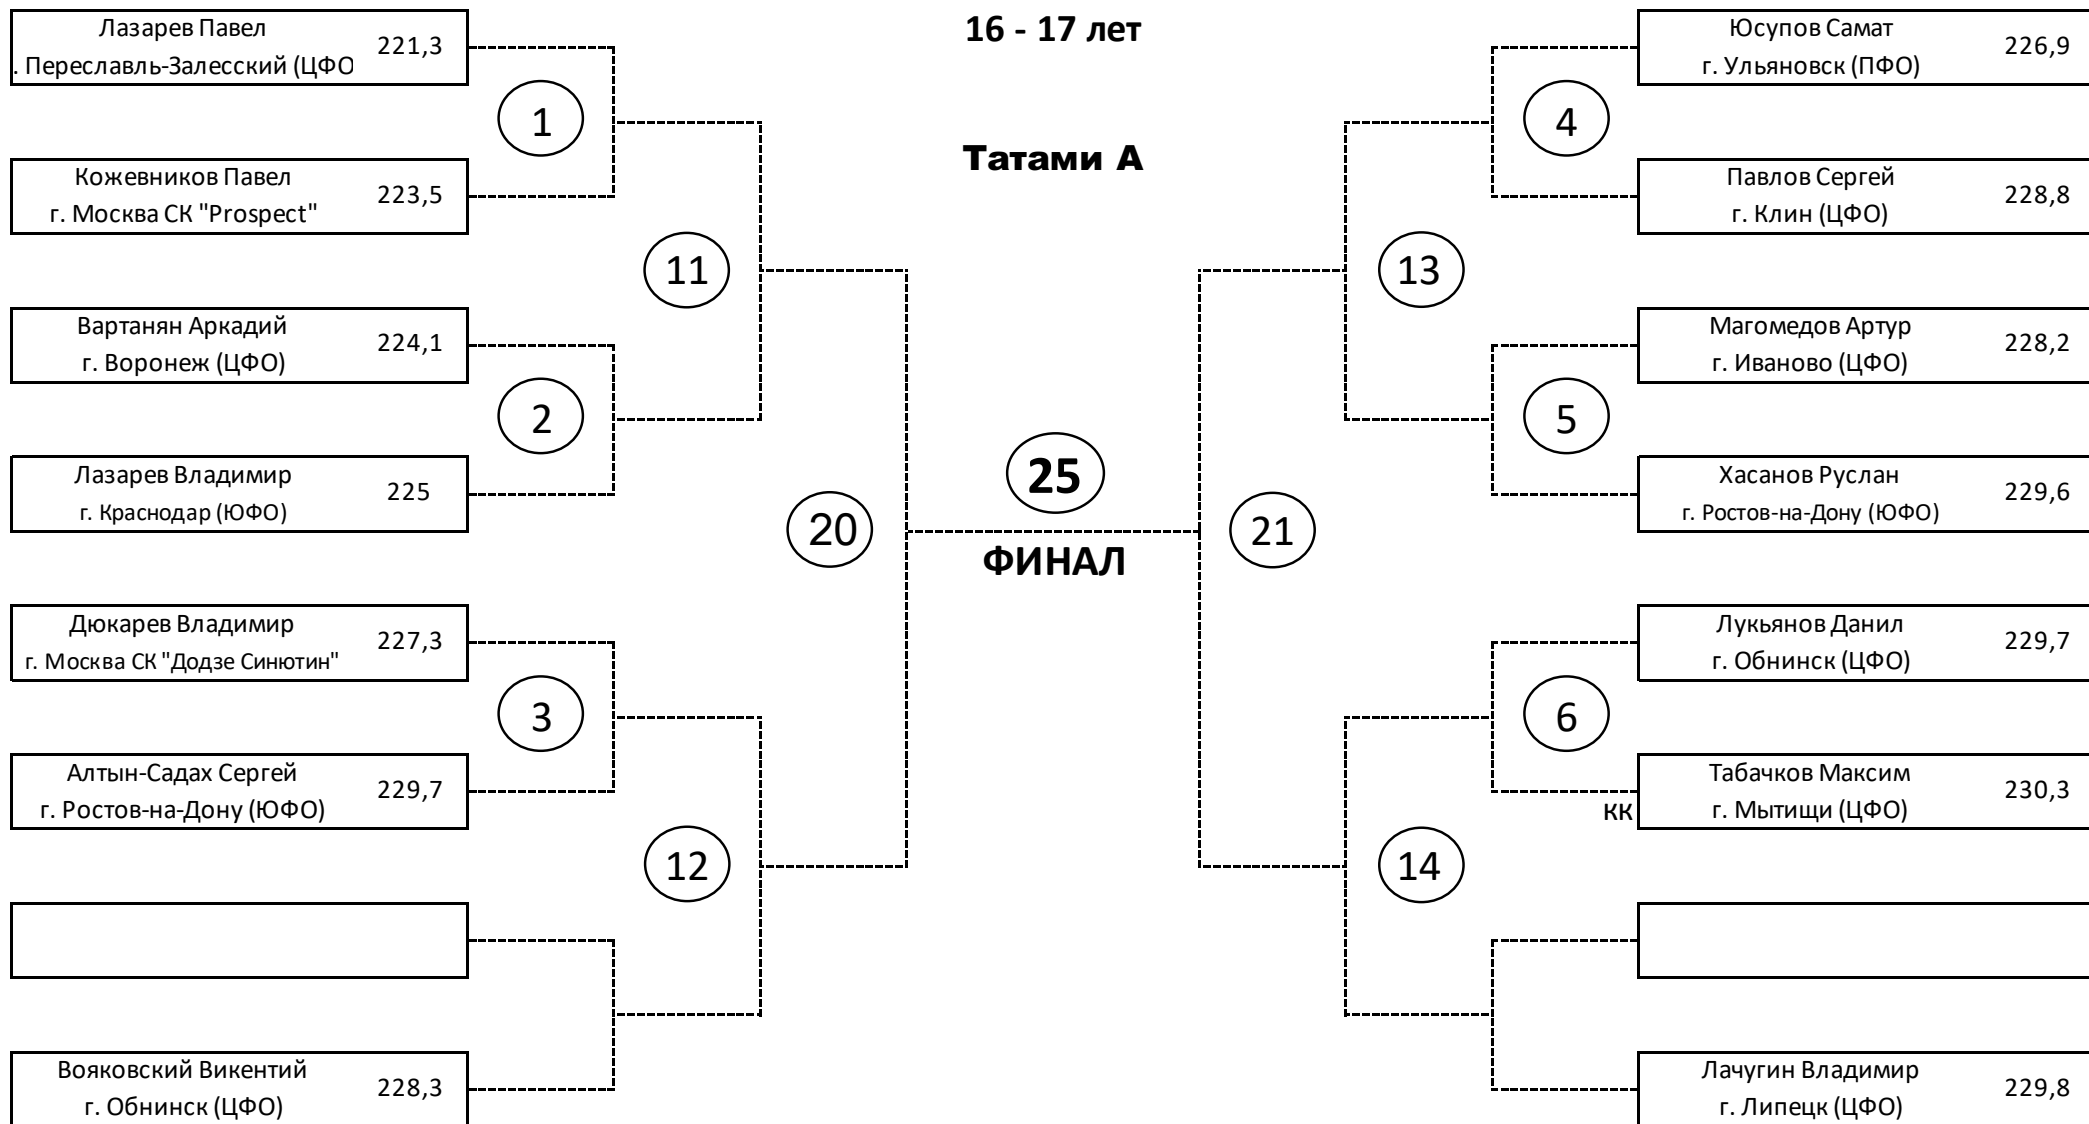 16 - 17 лет
Татами А
Лазарев Павел
. Переславль-Залесский (ЦФО
221,3
1
Кожевников Павел
г. Москва СК "Prospect"
223,5
11
Вартанян Аркадий
г. Воронеж (ЦФО)
224,1
2
Лазарев Владимир
г. Краснодар (ЮФО)
225
20
Дюкарев Владимир
г. Москва СК "Додзе Синютин"
227,3
3
Алтын-Садах Сергей
г. Ростов-на-Дону (ЮФО)
229,7
12
Вояковский Викентий
г. Обнинск (ЦФО)
228,3
25
ФИНАЛ
Юсупов Самат
г. Ульяновск (ПФО)
226,9
4
Павлов Сергей
г. Клин (ЦФО)
228,8
13
Магомедов Артур
г. Иваново (ЦФО)
228,2
5
Хасанов Руслан
г. Ростов-на-Дону (ЮФО)
229,6
21
Лукьянов Данил
г. Обнинск (ЦФО)
229,7
6
Табачков Максим
г. Мытищи (ЦФО)
230,3
кк
14
Лачугин Владимир
г. Липецк (ЦФО)
229,8